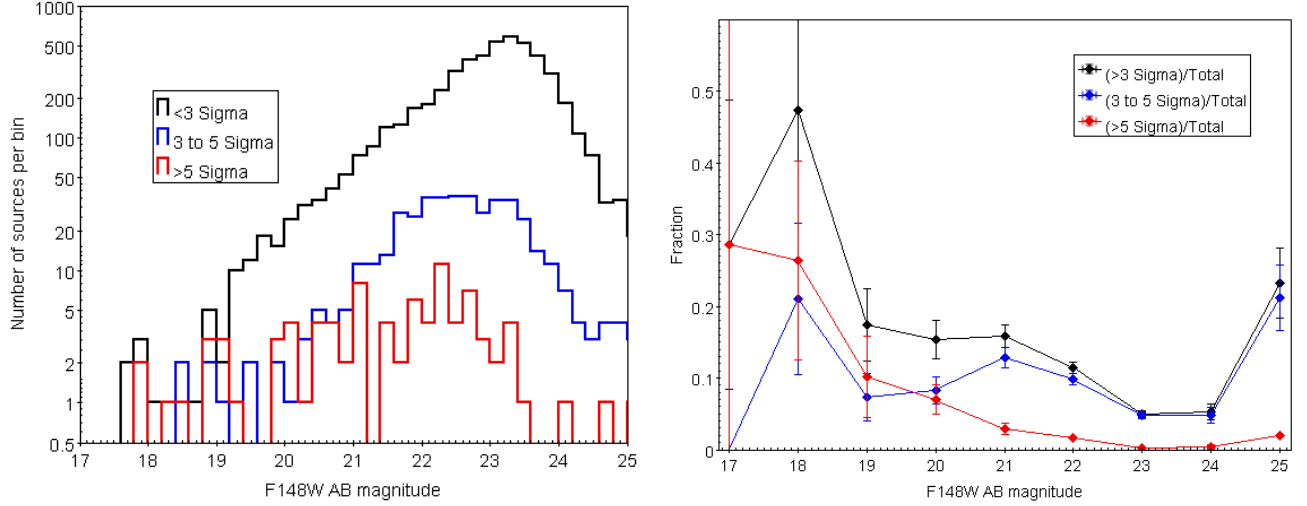 1000
500
200
100
50
20
10
5
2
1
0.5
Number of sources per bin
<3 Sigma
3 to 5 Sigma
>5 Sigma
17 18 19 20 21 22 23 24 25
F148W AB magnitude
0.5
0.4
0.3
0.2
0.1
0
Fraction
(>3 Sigma)/Total
(3 to 5 Sigma)/Total
(>5 Sigma)/Total
17 18 19 20 21 22 23 24 25
F148W AB magnitude